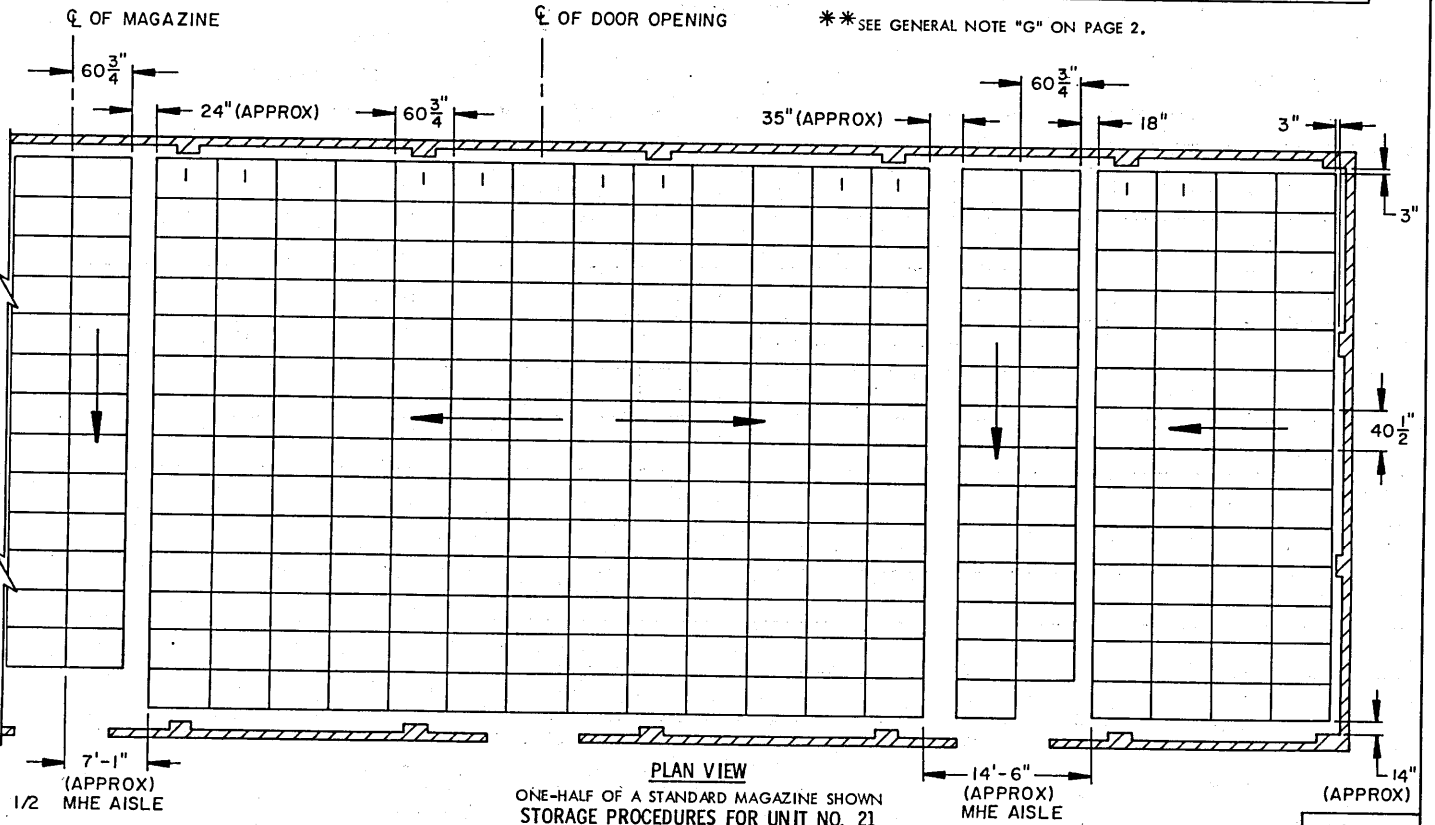 ℄ OF MAGAZINE
℄ OF DOOR OPENING
**SEE GENERAL NOTE "G" ON PAGE 2.
60 3/4"
24" (APPROX)
60 3/4"
35" (APPROX)
60 3/4"
18"
3"
I I I I I I I I I I
3"
40 1/2"
7'-1"
(APPROX)
MHE AISLE
1/2
PLAN VIEW
ONE-HALF OF A STANDARD MAGAZINE SHOWN
STORAGE PROCEDURES FOR UNIT NO. 21
14'-6"
(APPROX)
MHE AISLE
14"
(APPROX)